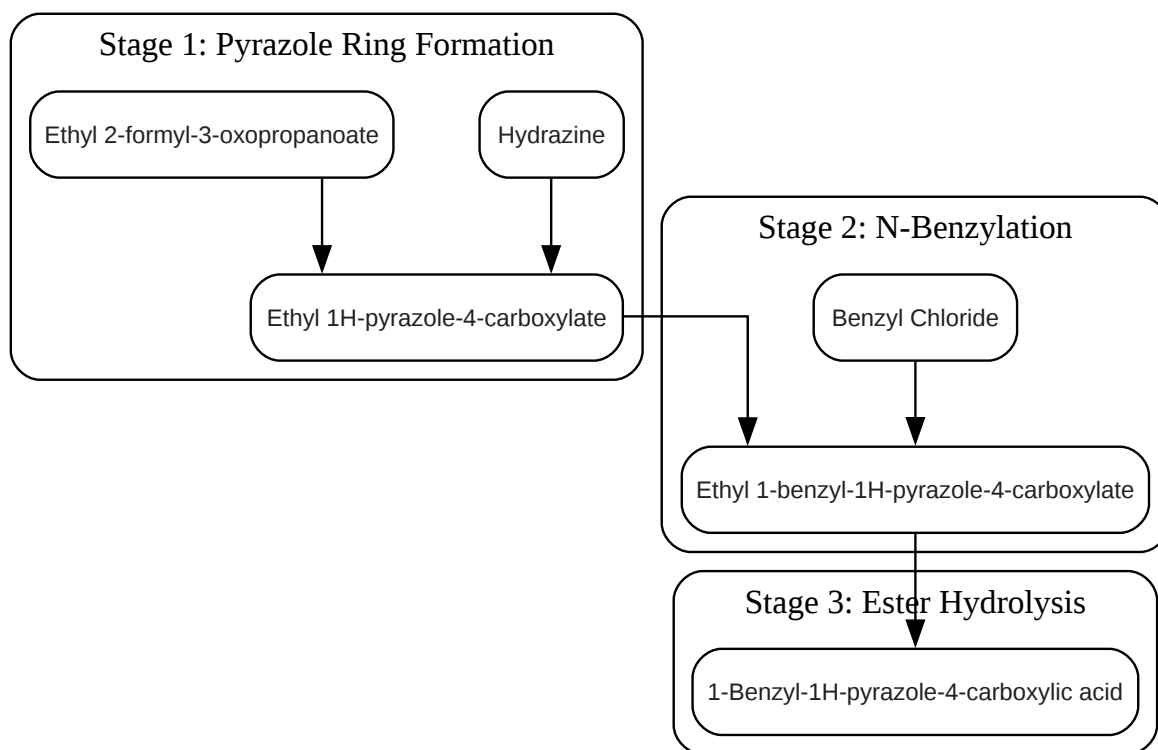 Stage 1: Pyrazole Ring Formation
Ethyl 2-formyl-3-oxopropanoate
Hydrazine
Ethyl 1H-pyrazole-4-carboxylate
Stage 2: N-Benzylation
Benzyl Chloride
Ethyl 1-benzyl-1H-pyrazole-4-carboxylate
Stage 3: Ester Hydrolysis
1-Benzyl-1H-pyrazole-4-carboxylic acid